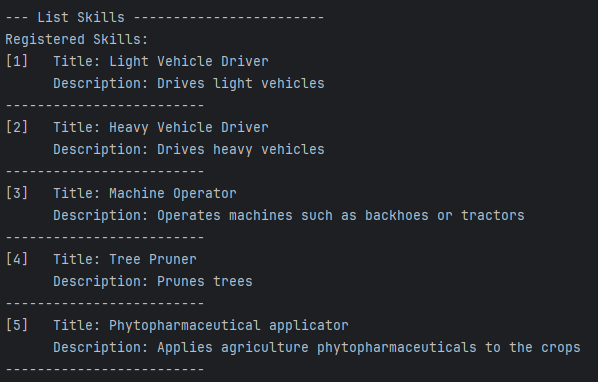 --- List Skills ------------------------
Registered Skills:
[1]   Title: Light Vehicle Driver
      Description: Drives light vehicles
-------------------------
[2]   Title: Heavy Vehicle Driver
      Description: Drives heavy vehicles
-------------------------
[3]   Title: Machine Operator
      Description: Operates machines such as backhoes or tractors
-------------------------
[4]   Title: Tree Pruner
      Description: Prunes trees
-------------------------
[5]   Title: Phytopharmaceutical applicator
      Description: Applies agriculture phytopharmaceuticals to the crops
-------------------------